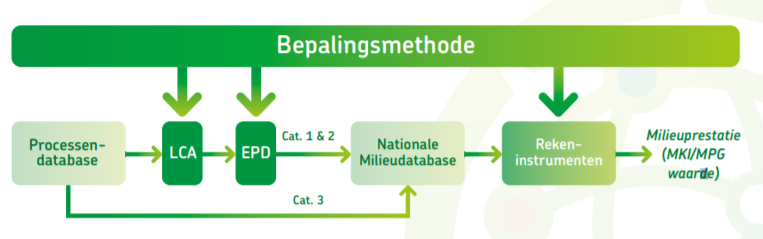 Bepalingsmethode
Processen-
database
LCA
EPD
Cat. 1 & 2
Nationale
Milieudatabase
Reken-
instrumenten
Milieuprestatie
(MKI/MPG
waarde)
Cat. 3